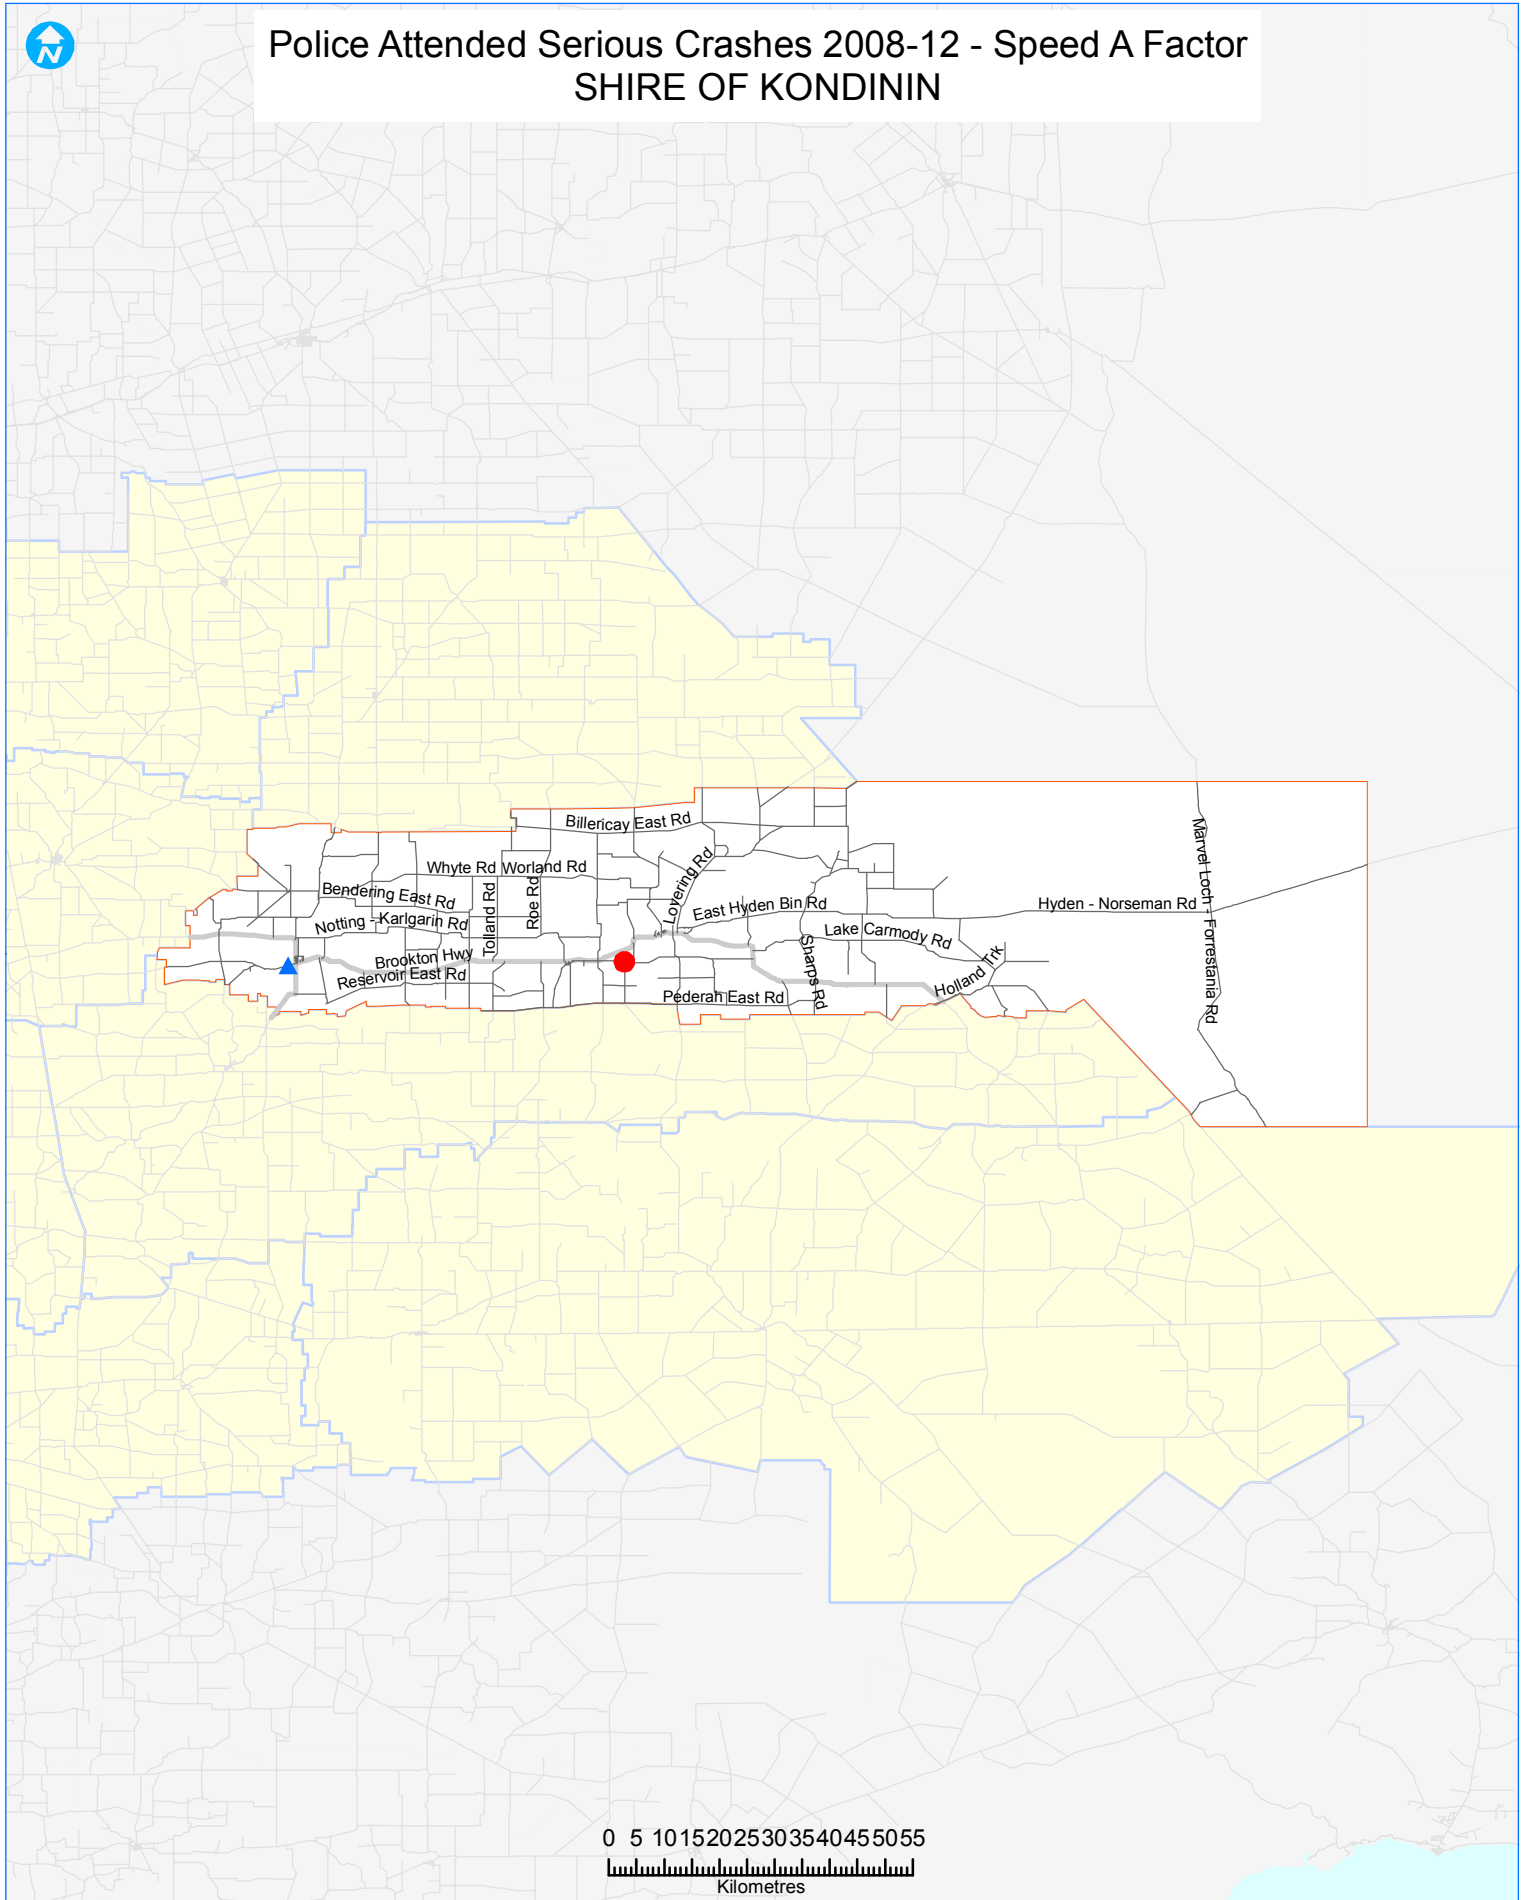 N
Police Attended Serious Crashes 2008-12 - Speed A Factor
SHIRE OF KONDININ
Billericay East Rd
Whyte Rd
Worland Rd
Lovering Rd
Marvel Loch - Forrestania Rd
Bendering East Rd
Tolland Rd
Roe Rd
East Hyden Bin Rd
Hyden - Norseman Rd
Notting - Karlgarin Rd
Lake Carmody Rd
Brookton Hwy
Sharps Rd
Reservoir East Rd
Holland Trk
Pederah East Rd
0 5 10 15 20 25 30 35 40 45 50 55
Kilometres